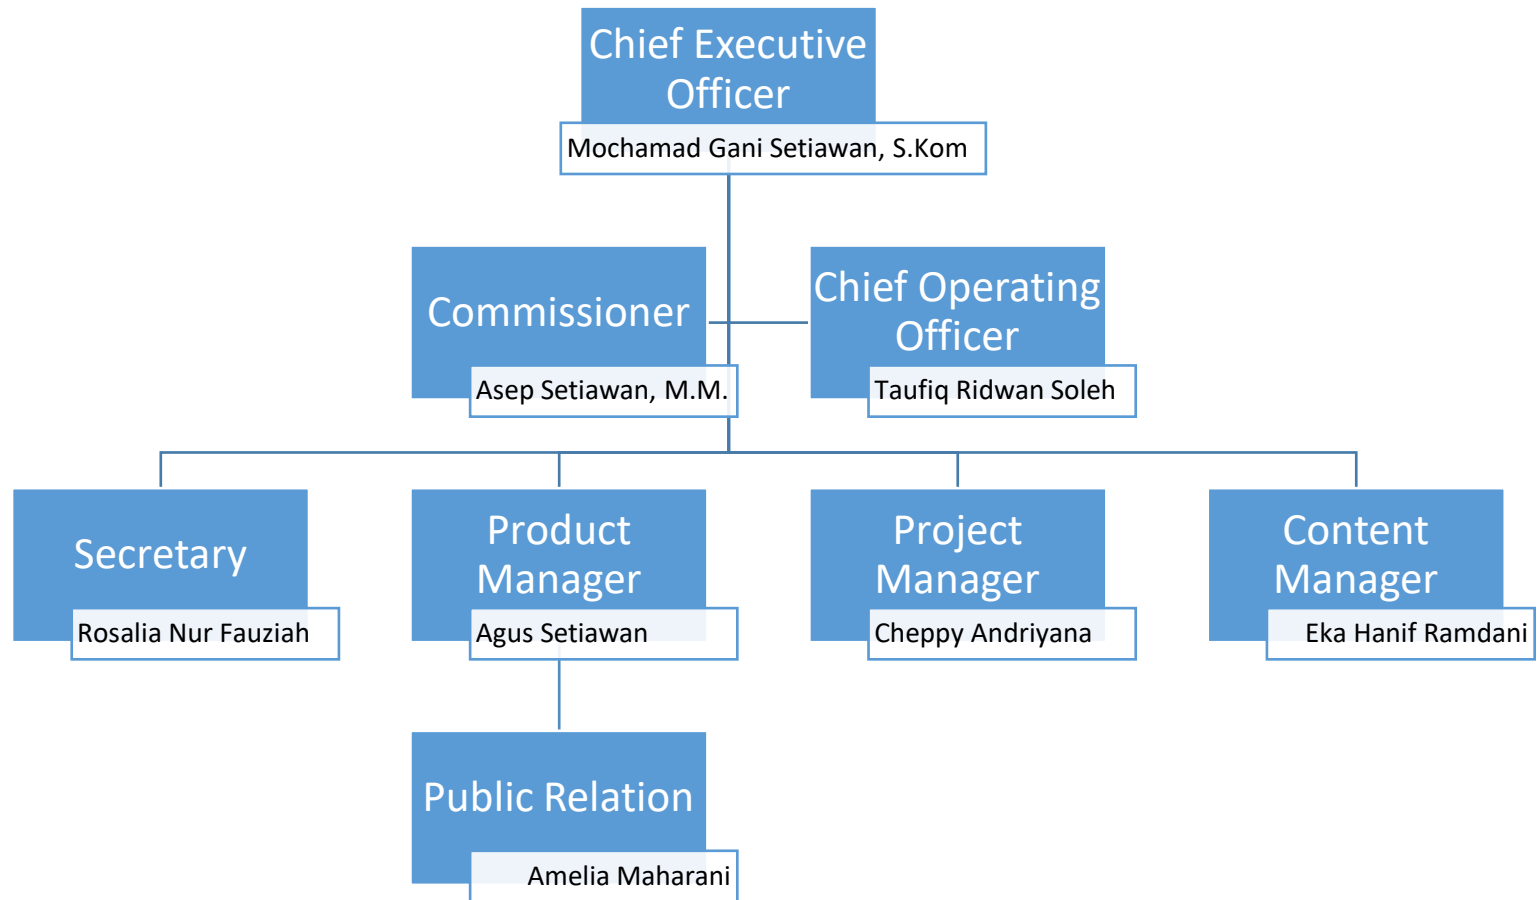 Chief Executive
Officer
Mochamad Gani Setiawan, S.Kom
Commissioner
Asep Setiawan, M.M.
Chief Operating
Officer
Taufiq Ridwan Soleh
Secretary
Rosalia Nur Fauziah
Product
Manager
Agus Setiawan
Project
Manager
Cheppy Andriyana
Content
Manager
Eka Hanif Ramdani
Public Relation
Amelia Maharani